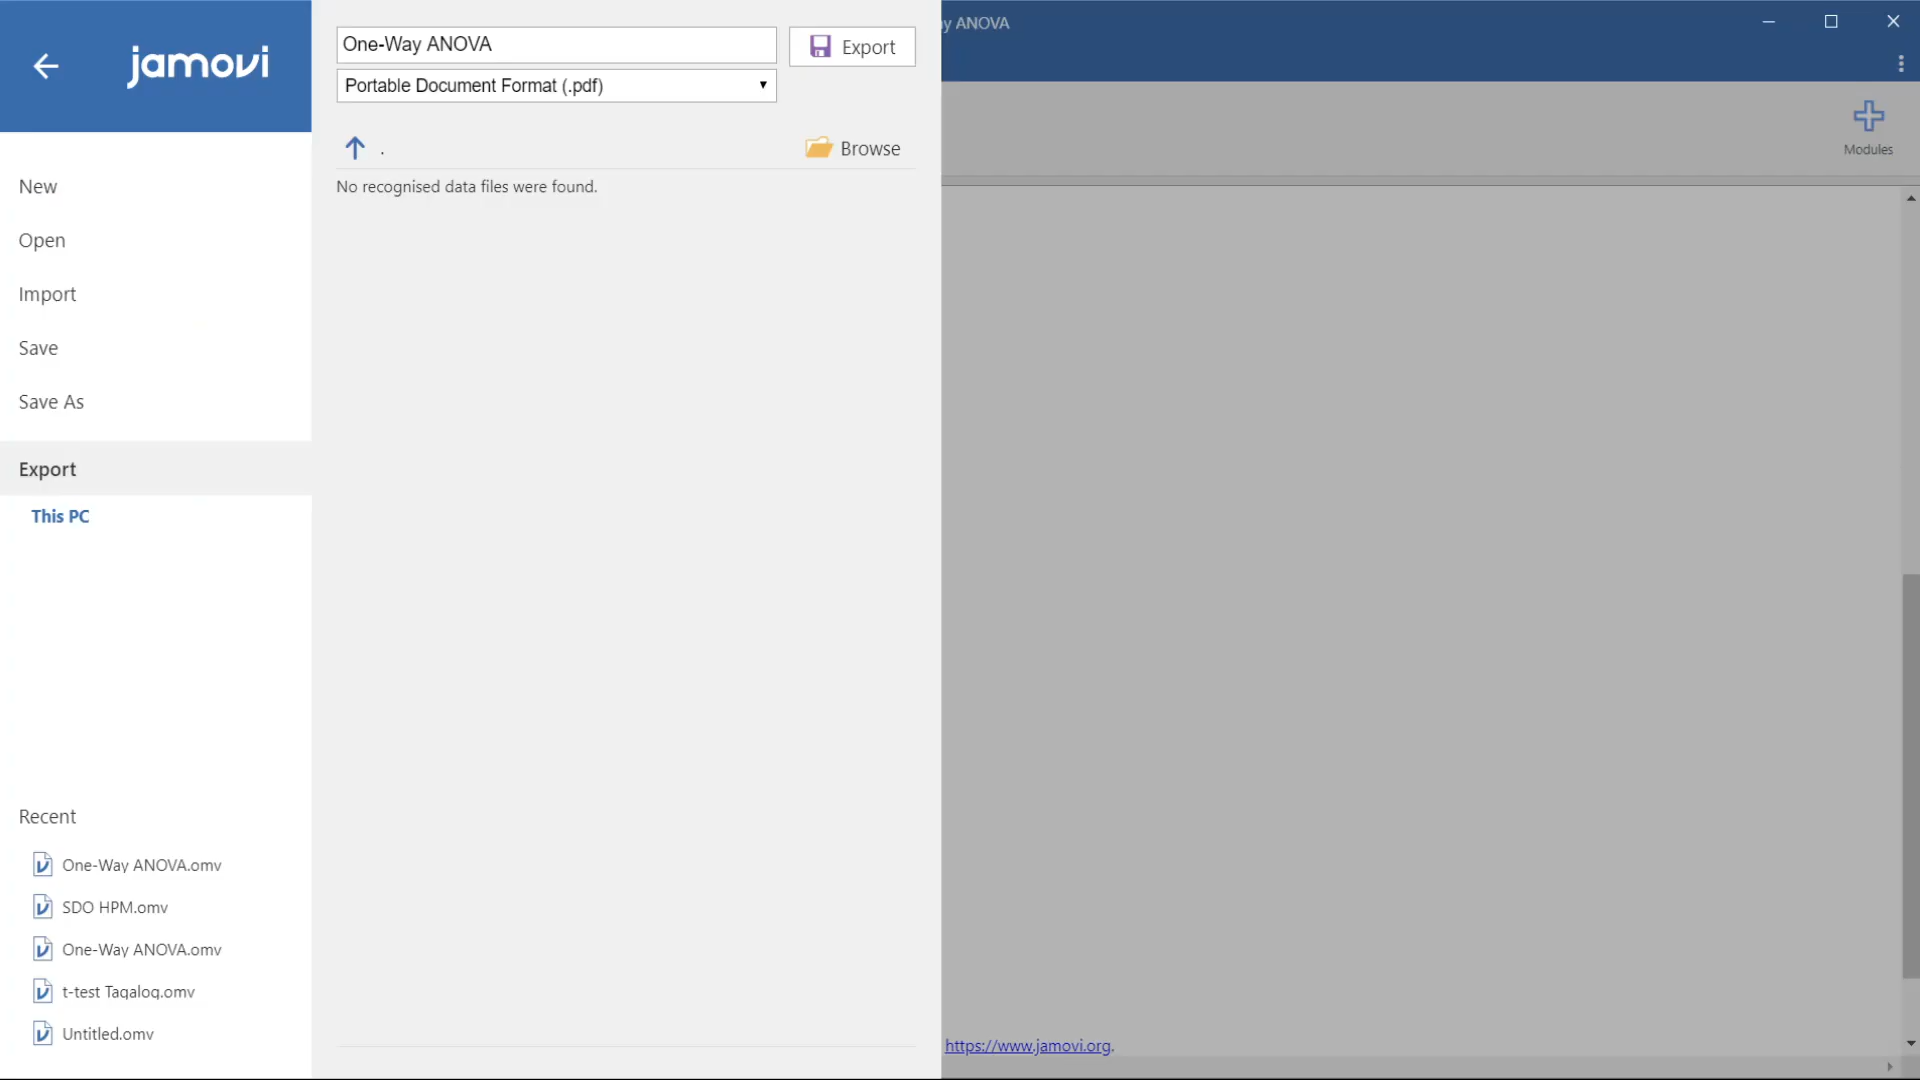 jamovi
New
Open
Import
Save
Save As
Export
This PC
Recent
One-Way ANOVA.omv
SDO HPM.omv
One-Way ANOVA.omv
t-test Tagalog.omv
Untitled.omv
One-Way ANOVA
Export
Portable Document Format (.pdf)
.
Browse
No recognised data files were found.
y ANOVA
Modules
https://www.jamovi.org.